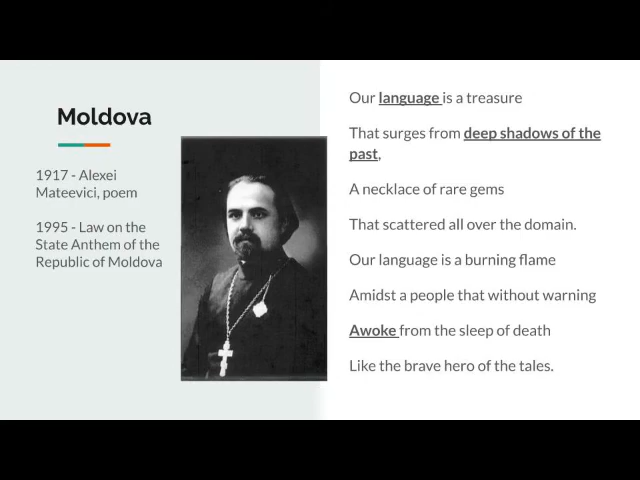 Moldova
1917 - Alexei
Mateevici, poem
1995 - Law on the
State Anthem of the
Republic of Moldova
Our language is a treasure
That surges from deep shadows of the
past,
A necklace of rare gems
That scattered all over the domain.
Our language is a burning flame
Amidst a people that without warning
Awoke from the sleep of death
Like the brave hero of the tales.